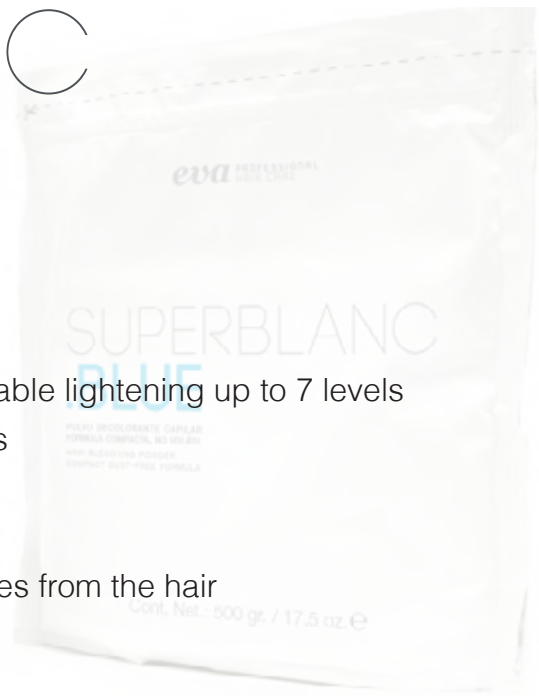 C
eva PROFESSIONAL
HAIR CARE
SUPERBLANC
able lightening up to 7 levels
.BLUE
s
POLVO DECOLORANTE CAPILAR
FÓRMULA COMPACTA, NO VOLÁTIL
HAIR BLEACHING POWDER
COMPACT DUST-FREE FORMULA
es from the hair
Cont. Net.: 500 gr. / 17.5 oz. ℮